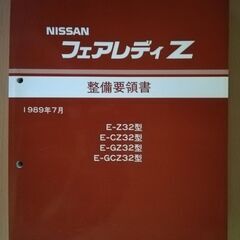 NISSAN
フェアレディZ
整備要領書
1989年7月
E-Z32型
E-CZ32型
E-GZ32型
E-GCZ32型